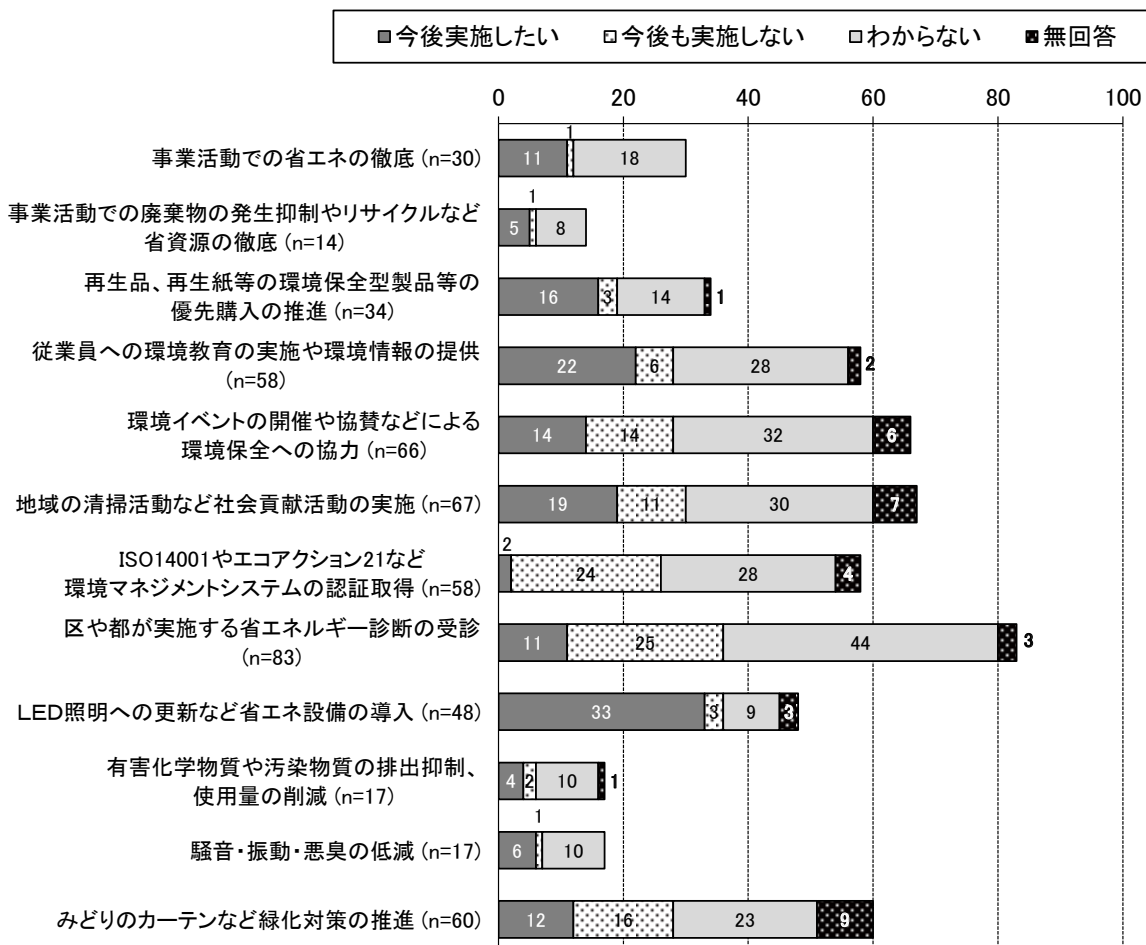 ■今後実施したい □今後も実施しない □わからない ■無回答
0 20 40 60 80 100
事業活動での省エネの徹底 (n=30)
11 1 18
事業活動での廃棄物の発生抑制やリサイクルなど
省資源の徹底 (n=14)
5 1 8
再生品、再生紙等の環境保全型製品等の
優先購入の推進 (n=34)
16 3 14 1
従業員への環境教育の実施や環境情報の提供
(n=58)
22 6 28 2
環境イベントの開催や協賛などによる
環境保全への協力 (n=66)
14 14 32 6
地域の清掃活動など社会貢献活動の実施 (n=67)
19 11 30 7
ISO14001やエコアクション21など
環境マネジメントシステムの認証取得 (n=58)
2 24 28 4
区や都が実施する省エネルギー診断の受診
(n=83)
11 25 44 3
LED照明への更新など省エネ設備の導入 (n=48)
33 3 9 3
有害化学物質や汚染物質の排出抑制、
使用量の削減 (n=17)
4 2 10 1
騒音・振動・悪臭の低減 (n=17)
6 1 10
みどりのカーテンなど緑化対策の推進 (n=60)
12 16 23 9